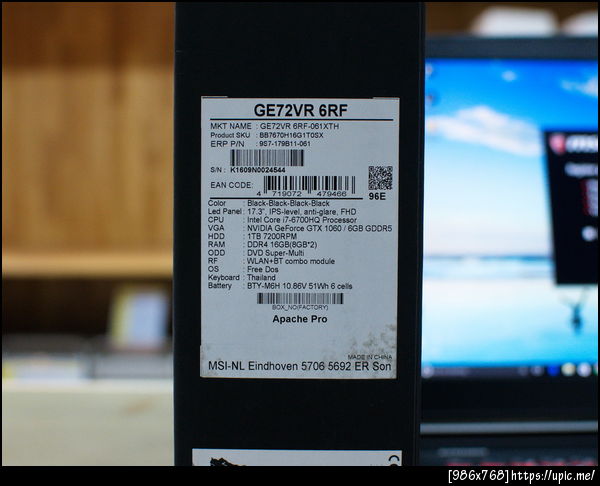 GE72VR 6RF
MKT NAME : GE72VR 6RF-061XTH
Product SKU : BB7670H16G1T0SX
ERP P/N : 9S7-179B11-061
S/N : K1609N0024544
EAN CODE: 4 719072 479466
96E
Color : Black-Black-Black-Black
Led Panel : 17.3", IPS-level, anti-glare, FHD
CPU : Intel Core i7-6700HQ Processor
VGA : NVIDIA GeForce GTX 1060 / 6GB GDDR5
HDD : 1TB 7200RPM
RAM : DDR4 16GB(8GB*2)
ODD : DVD Super-Multi
RF : WLAN+BT combo module
OS : Free Dos
Keyboard : Thailand
Battery : BTY-M6H 10.86V 51Wh 6 cells
BOX_NO(FACTORY)
Apache Pro
MADE IN CHINA
MSI-NL Eindhoven 5706 5692 ER Son
[986x768]https://upic.me/